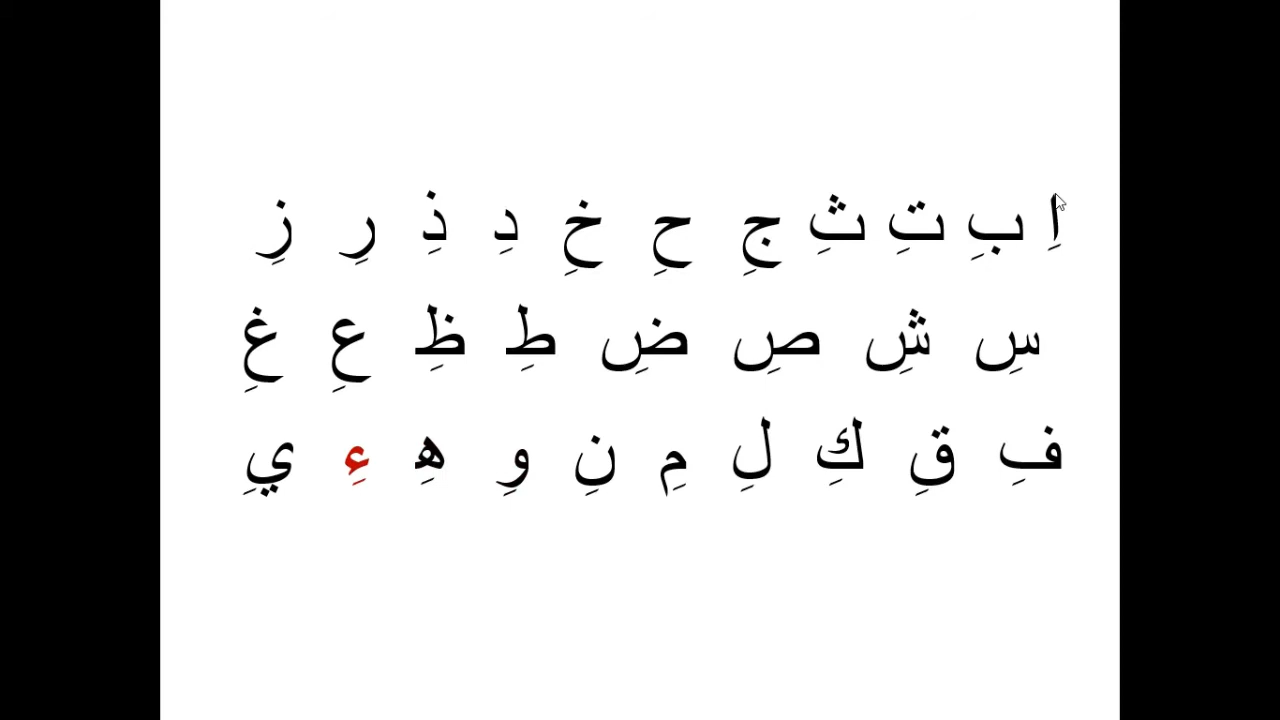 اِ بِ تِ ثِ جِ حِ خِ دِ ذِ رِ زِ
سِ شِ صِ ضِ طِ ظِ عِ غِ
فِ قِ كِ لِ مِ نِ وِ هِ ءِ يِ